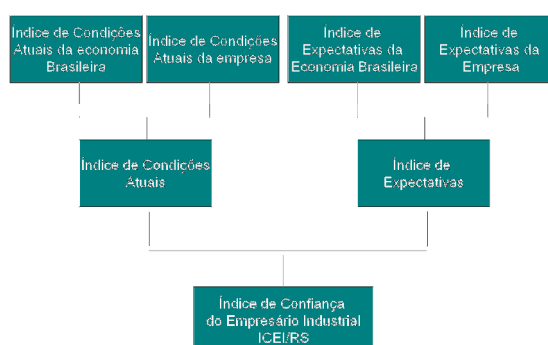 Índice de Condições
Atuais da economia
Brasileira
Índice de Condições
Atuais da empresa
Índice de
Expectativas da
Economia Brasileira
Índice de
Expectativas da
Empresa
Índice de Condições
Atuais
Índice de
Expectativas
Índice de Confiança
do Empresário Industrial
ICEI/RS